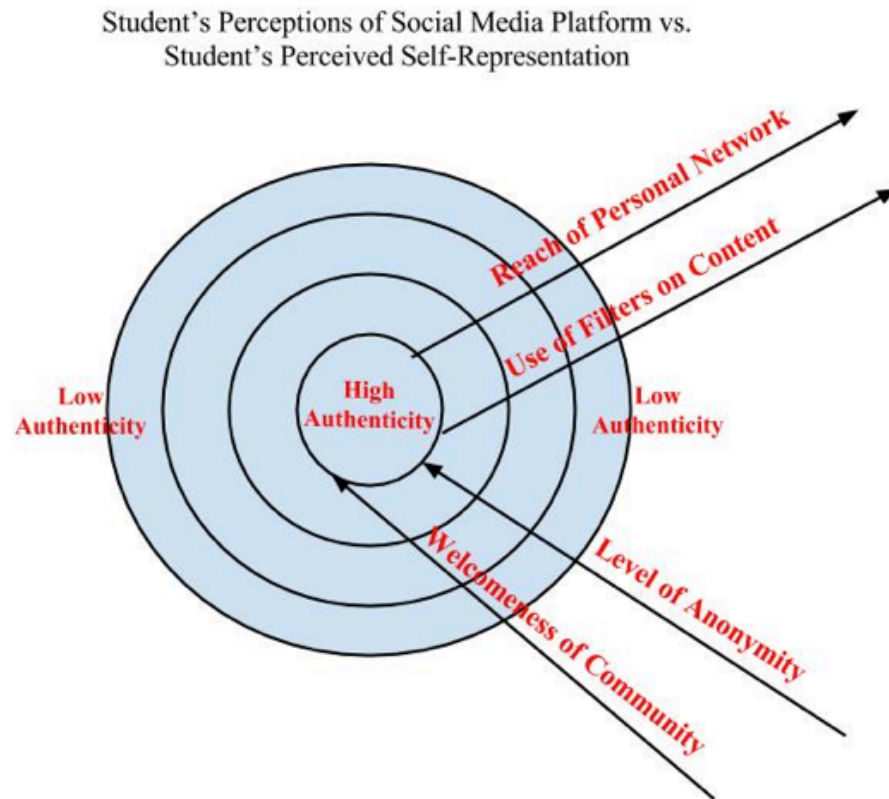 Student's Perceptions of Social Media Platform vs.
Student's Perceived Self-Representation
Reach of Personal Network
Use of Filters on Content
Low
Authenticity
High
Authenticity
Low
Authenticity
Level of Anonymity
Welcomeness of Community